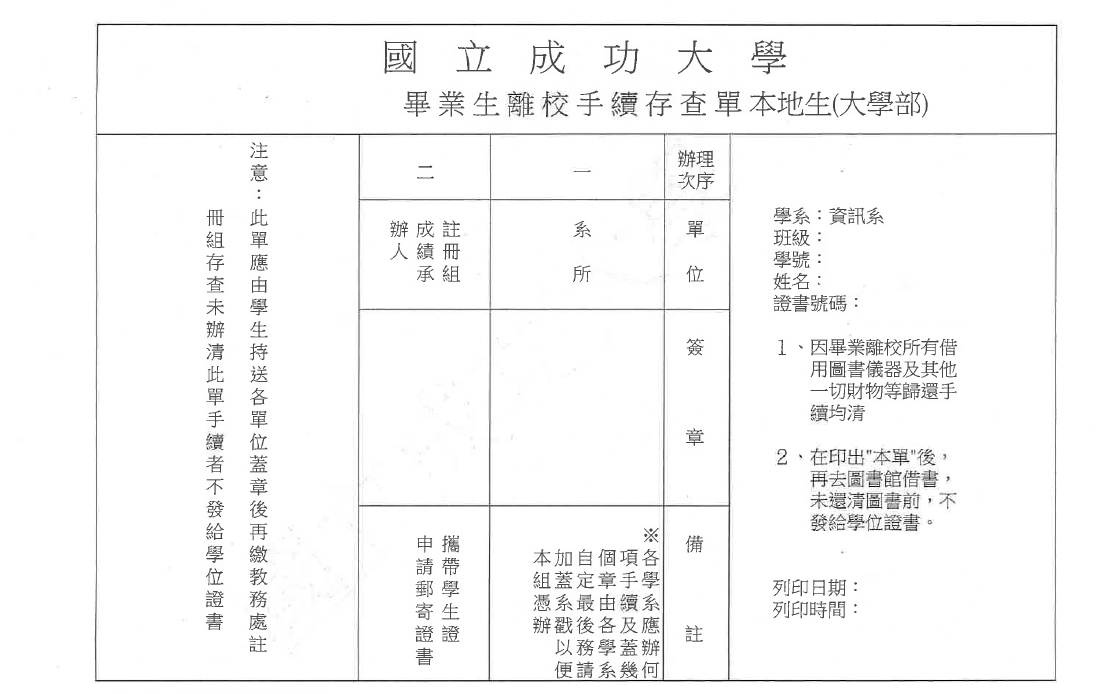 國立成功大學
畢業生離校手續存查單本地生(大學部)
學系：資訊系
班級：
學號：
姓名：
證書號碼：
1、因畢業離校所有借
用圖書儀器及其他
一切財物等歸還手
續均清
2、在印出"本單"後，
再去圖書館借書，
未還清圖書前，不
發給學位證書。
列印日期：
列印時間：
辦理
次序
單位
簽章
備註
一
系所
※各學系應辦何
項手續及蓋幾
個章由各學系
自定最後務請
加蓋系戳以便
本組憑辦
二
註冊組
成績承
辦人
攜帶學生證
申請郵寄證書
注意：此單應由學生持送各單位蓋章後再繳教務處註
冊組存查未辦清此單手續者不發給學位證書